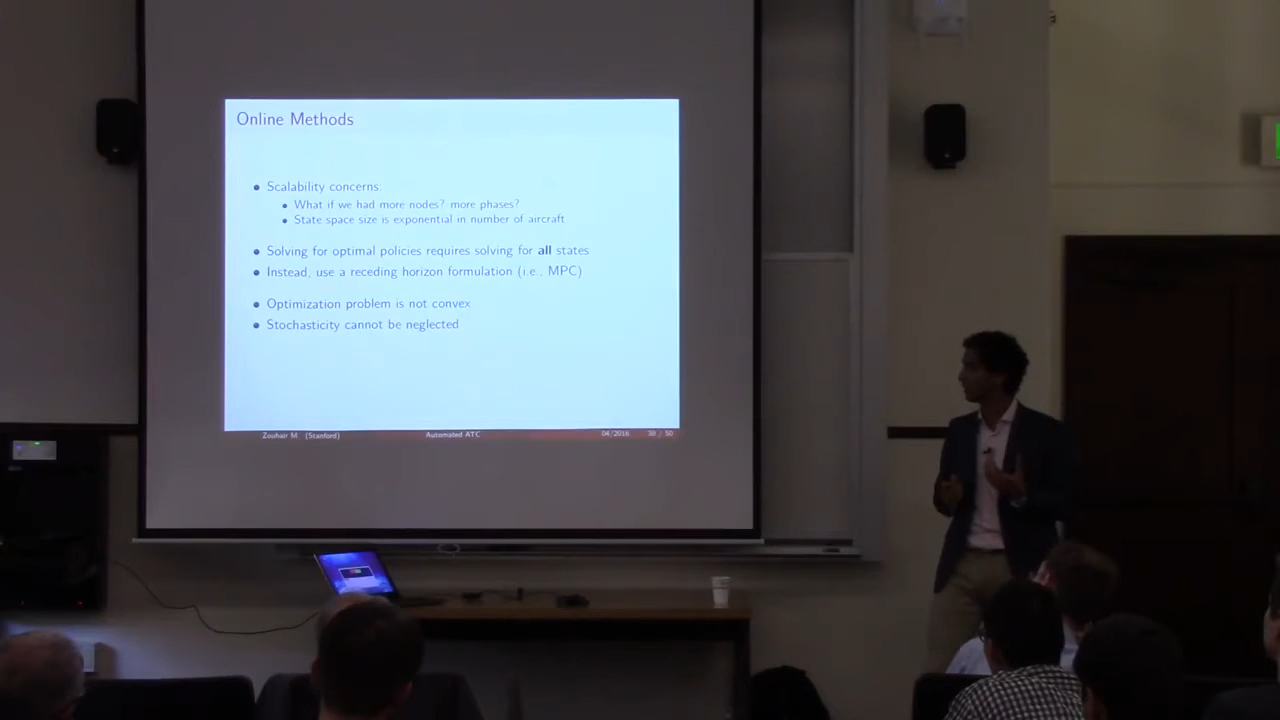 Online Methods
Scalability concerns:
What if we had more nodes? more phases?
State space size is exponential in number of aircraft
Solving for optimal policies requires solving for all states
Instead, use a receding horizon formulation (i.e., MPC)
Optimization problem is not convex
Stochasticity cannot be neglected
Zouhair M. (Stanford) Automated ATC 04/2016 38 / 50